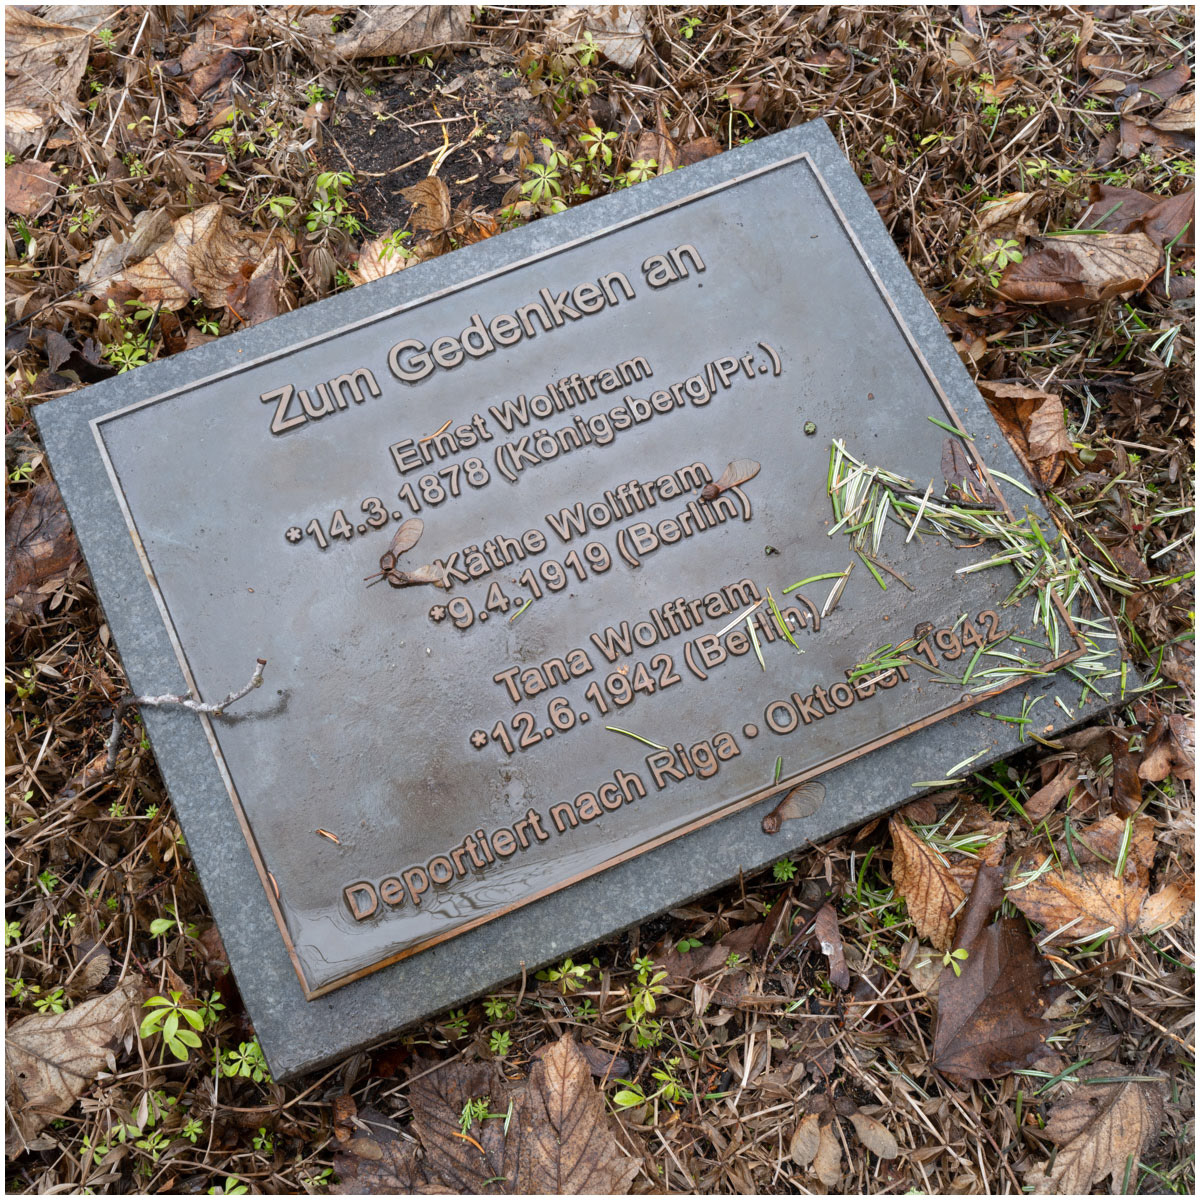 Zum Gedenken an
Ernst Wolffram
*14.3.1878 (Königsberg/Pr.)
Käthe Wolffram
*9.4.1919 (Berlin)
Tana Wolffram
*12.6.1942 (Berlin)
Deportiert nach Riga • Oktober 1942